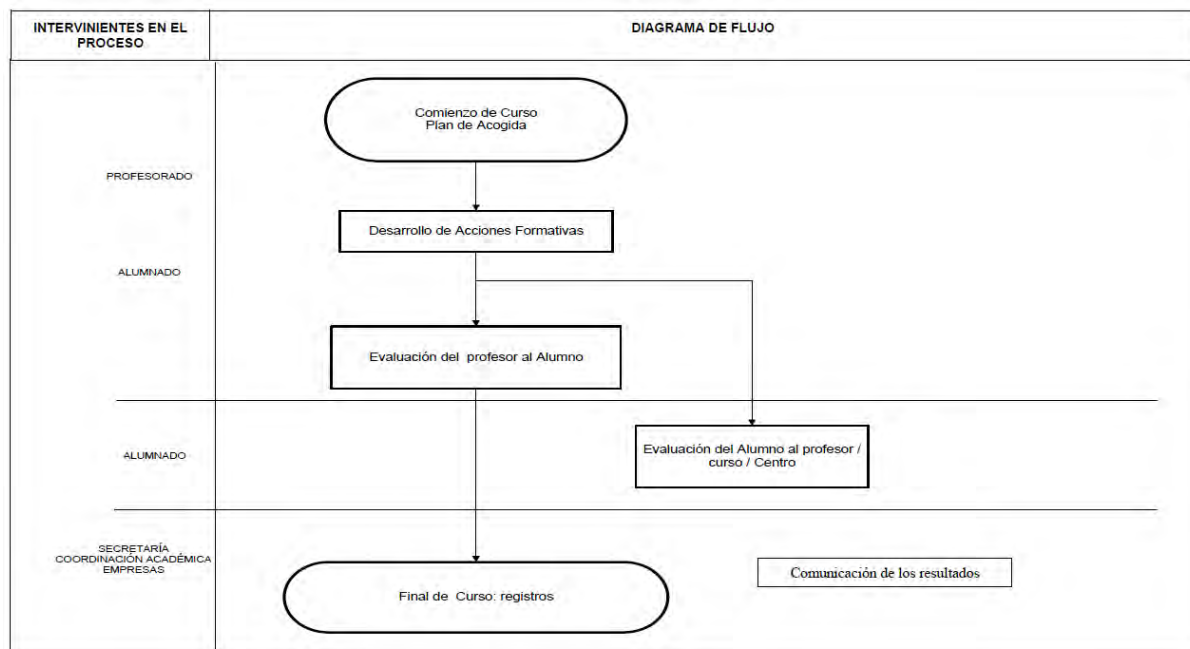 INTERVINIENTES EN EL
PROCESO
DIAGRAMA DE FLUJO
Comienzo de Curso
Plan de Acogida
PROFESORADO
Desarrollo de Acciones Formativas
ALUMNADO
Evaluación del profesor al Alumno
ALUMNADO
Evaluación del Alumno al profesor /
curso / Centro
SECRETARÍA
COORDINACIÓN ACADÉMICA
EMPRESAS
Comunicación de los resultados
Final de Curso: registros